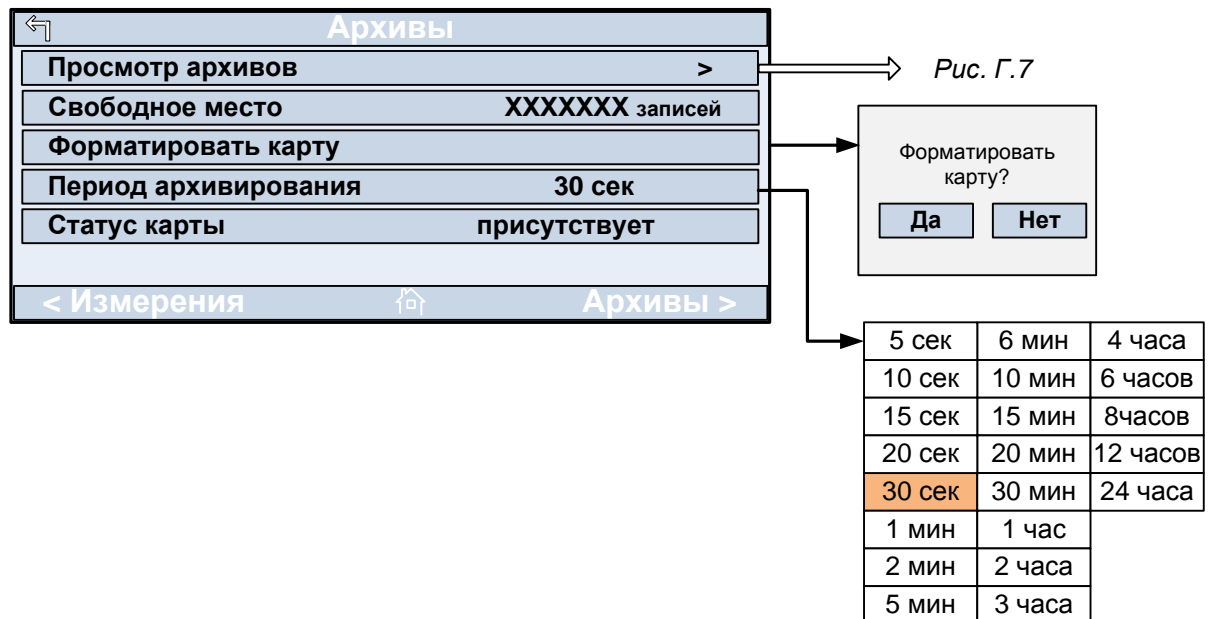 Архивы
Просмотр архивов >
Свободное место XXXXXXX записей
Форматировать карту
Период архивирования 30 сек
Статус карты присутствует
< Измерения Архивы >
Рис. Г.7
Форматировать
карту?
Да Нет
5 сек 6 мин 4 часа
10 сек 10 мин 6 часов
15 сек 15 мин 8часов
20 сек 20 мин 12 часов
30 сек 30 мин 24 часа
1 мин 1 час
2 мин 2 часа
5 мин 3 часа